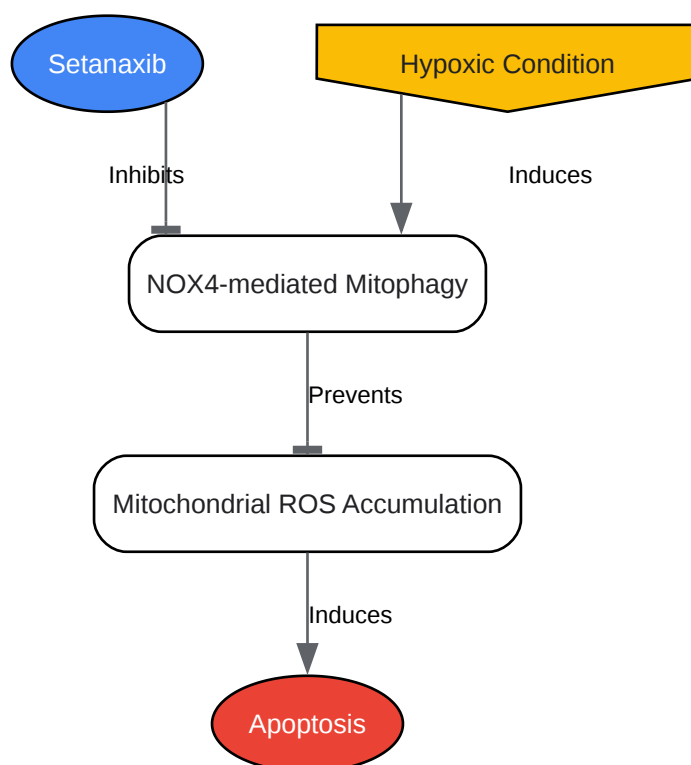 Setanaxib
Hypoxic Condition
Inhibits
Induces
NOX4-mediated Mitophagy
Prevents
Mitochondrial ROS Accumulation
Induces
Apoptosis